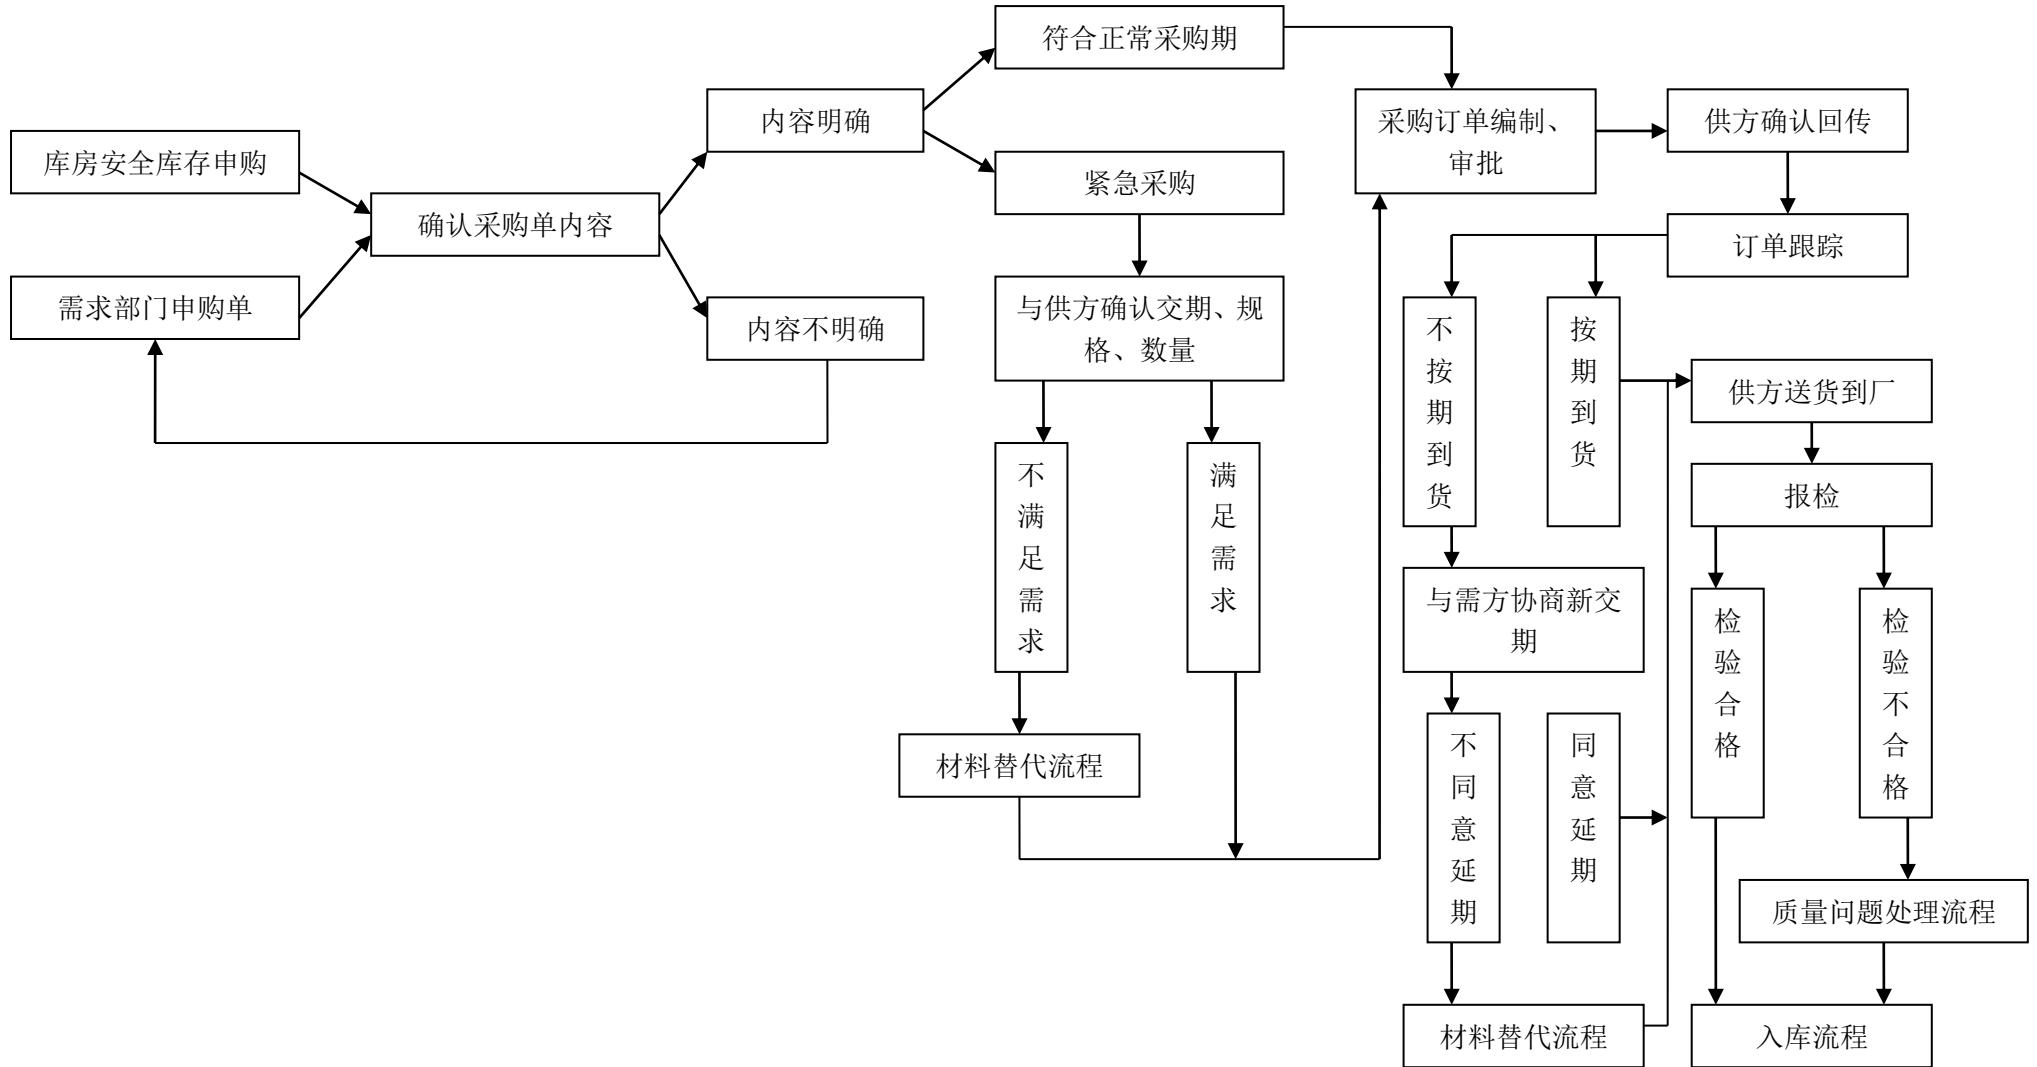 库房安全库存申购
需求部门申购单
确认采购单内容
内容明确
内容不明确
符合正常采购期
紧急采购
与供方确认交期、规
格、数量
不满足需求
满足需求
材料替代流程
采购订单编制、
审批
供方确认回传
订单跟踪
不按期到货
按期到货
与需方协商新交
期
不同意延期
同意延期
材料替代流程
供方送货到厂
报检
检验合格
检验不合格
质量问题处理流程
入库流程